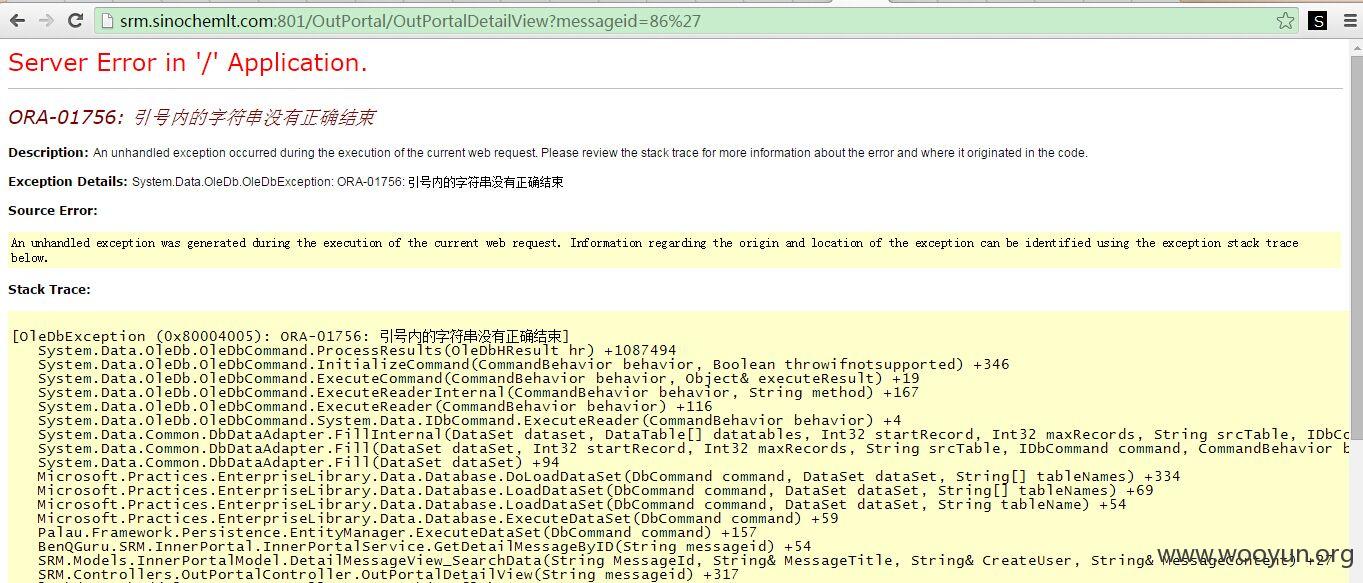 srm.sinochemlt.com:801/OutPortal/OutPortalDetailView?messageid=86%27
S
Server Error in '/' Application.
ORA-01756: 引号内的字符串没有正确结束
Description: An unhandled exception occurred during the execution of the current web request. Please review the stack trace for more information about the error and where it originated in the code.
Exception Details: System.Data.OleDb.OleDbException: ORA-01756: 引号内的字符串没有正确结束
Source Error:
An unhandled exception was generated during the execution of the current web request. Information regarding the origin and location of the exception can be identified using the exception stack trace
below.
Stack Trace:
[OleDbException (0x80004005): ORA-01756: 引号内的字符串没有正确结束]
System.Data.OleDb.OleDbCommand.ProcessResults(OleDbHResult hr) +1087494
System.Data.OleDb.OleDbCommand.InitializeCommand(CommandBehavior behavior, Boolean throwifnotsupported) +346
System.Data.OleDb.OleDbCommand.ExecuteCommand(CommandBehavior behavior, Object& executeResult) +19
System.Data.OleDb.OleDbCommand.ExecuteReaderInternal(CommandBehavior behavior, String method) +167
System.Data.OleDb.OleDbCommand.ExecuteReader(CommandBehavior behavior) +116
System.Data.OleDb.OleDbCommand.System.Data.IDbCommand.ExecuteReader(CommandBehavior behavior) +4
System.Data.Common.DbDataAdapter.FillInternal(DataSet dataset, DataTable[] datatables, Int32 startRecord, Int32 maxRecords, String srcTable, IDbCo
System.Data.Common.DbDataAdapter.Fill(DataSet dataSet, Int32 startRecord, Int32 maxRecords, String srcTable, IDbCommand command, CommandBehavior b
System.Data.Common.DbDataAdapter.Fill(DataSet dataSet) +94
Microsoft.Practices.EnterpriseLibrary.Data.Database.DoLoadDataSet(DbCommand command, DataSet dataSet, String[] tableNames) +334
Microsoft.Practices.EnterpriseLibrary.Data.Database.LoadDataSet(DbCommand command, DataSet dataSet, String[] tableNames) +69
Microsoft.Practices.EnterpriseLibrary.Data.Database.LoadDataSet(DbCommand command, DataSet dataSet, String tableName) +54
Microsoft.Practices.EnterpriseLibrary.Data.Database.ExecuteDataSet(DbCommand command) +59
Palau.Framework.Persistence.EntityManager.ExecuteDataSet(DbCommand command) +157
BenQGuru.SRM.InnerPortal.InnerPortalService.GetDetailMessageByID(String messageid) +54
SRM.Models.InnerPortalModel.DetailMessageView_SearchData(String MessageId, String& MessageTitle, String& CreateUser, String& MessageContent) +27
SRM.Controllers.OutPortalController.OutPortalDetailView(String messageid) +317
www.wooyun.org